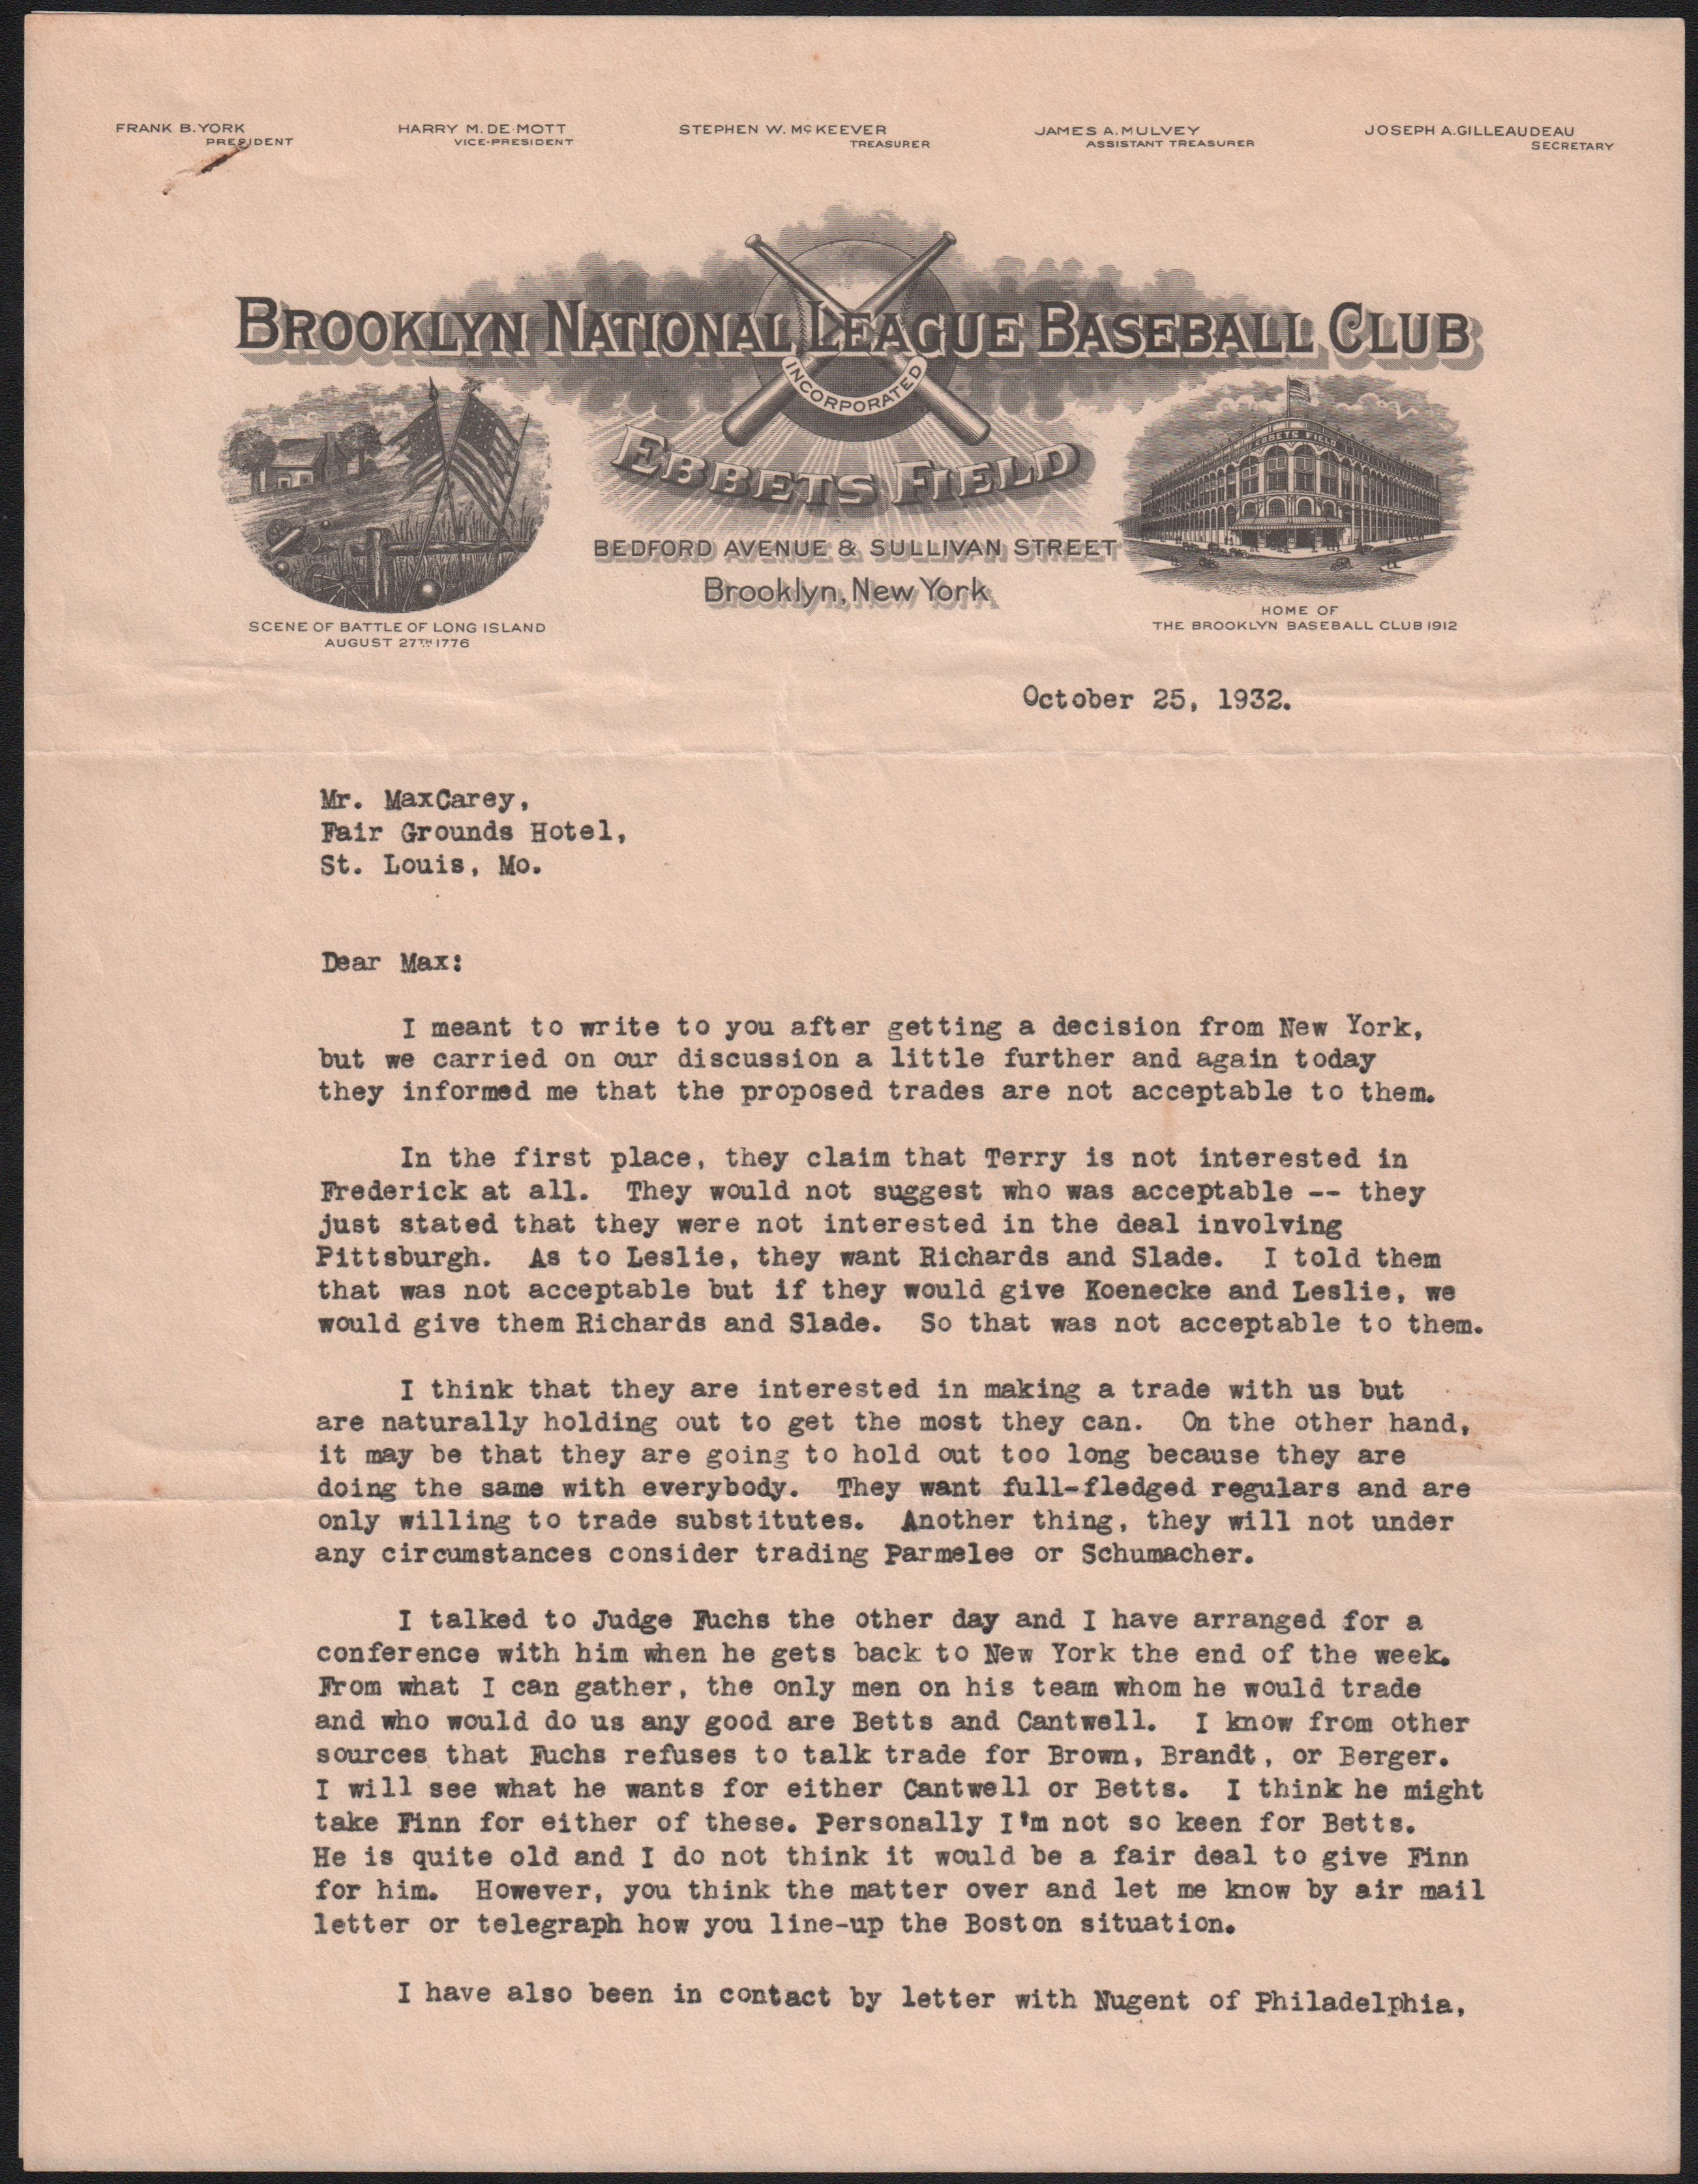 FRANK B. YORK
PRESIDENT
HARRY M. DE MOTT
VICE-PRESIDENT
STEPHEN W. McKEEVER
TREASURER
JAMES A. MULVEY
ASSISTANT TREASURER
JOSEPH A. GILLEAUDEAU
SECRETARY
BROOKLYN NATIONAL LEAGUE BASEBALL CLUB
INCORPORATED
EBBETS FIELD
EBBETS FIELD
BEDFORD AVENUE & SULLIVAN STREET
Brooklyn, New York
SCENE OF BATTLE OF LONG ISLAND
AUGUST 27TH 1776
HOME OF
THE BROOKLYN BASEBALL CLUB 1912
October 25, 1932.
Mr. MaxCarey,
Fair Grounds Hotel,
St. Louis, Mo.
Dear Max:
I meant to write to you after getting a decision from New York,
but we carried on our discussion a little further and again today
they informed me that the proposed trades are not acceptable to them.
In the first place, they claim that Terry is not interested in
Frederick at all. They would not suggest who was acceptable -- they
just stated that they were not interested in the deal involving
Pittsburgh. As to Leslie, they want Richards and Slade. I told them
that was not acceptable but if they would give Koenecke and Leslie, we
would give them Richards and Slade. So that was not acceptable to them.
I think that they are interested in making a trade with us but
are naturally holding out to get the most they can. On the other hand,
it may be that they are going to hold out too long because they are
doing the same with everybody. They want full-fledged regulars and are
only willing to trade substitutes. Another thing, they will not under
any circumstances consider trading Parmelee or Schumacher.
I talked to Judge Fuchs the other day and I have arranged for a
conference with him when he gets back to New York the end of the week.
From what I can gather, the only men on his team whom he would trade
and who would do us any good are Betts and Cantwell. I know from other
sources that Fuchs refuses to talk trade for Brown, Brandt, or Berger.
I will see what he wants for either Cantwell or Betts. I think he might
take Finn for either of these. Personally I'm not so keen for Betts.
He is quite old and I do not think it would be a fair deal to give Finn
for him. However, you think the matter over and let me know by air mail
letter or telegraph how you line-up the Boston situation.
I have also been in contact by letter with Nugent of Philadelphia,